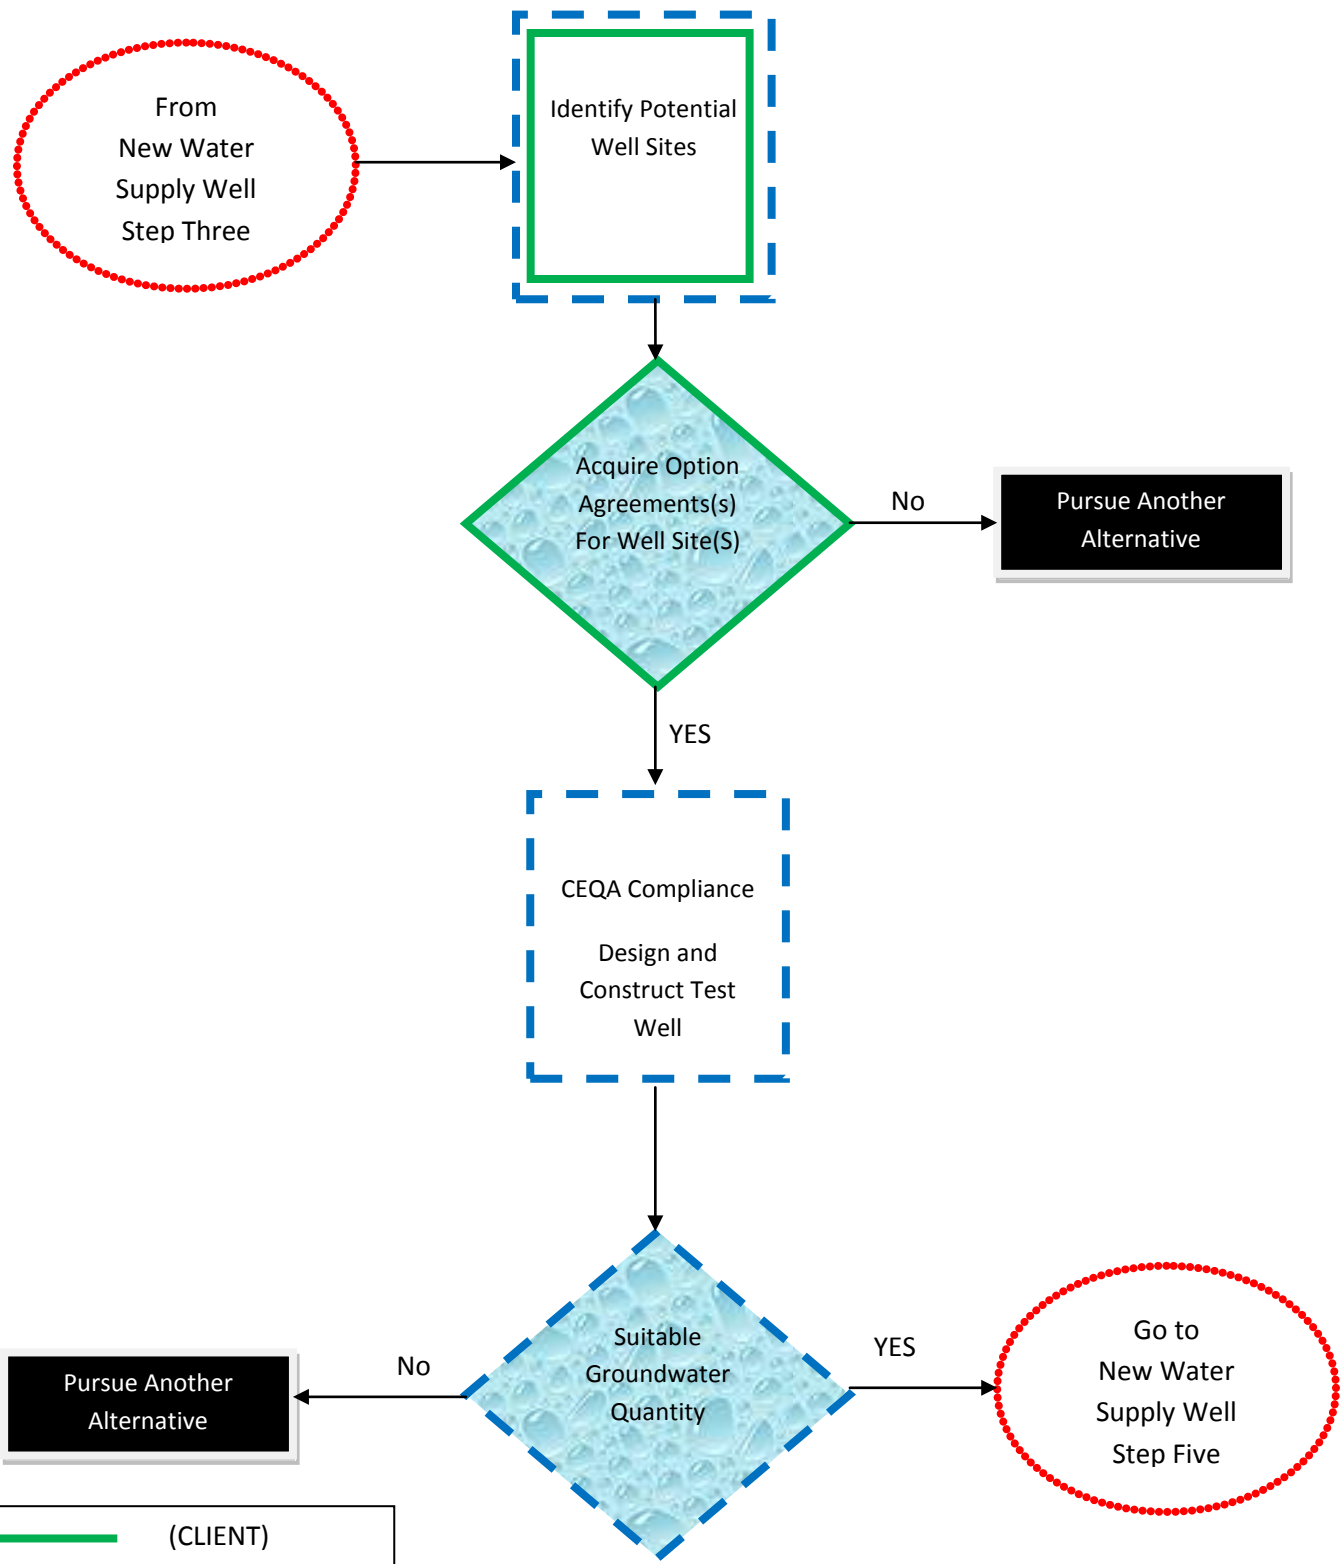 From
New Water
Supply Well
Step Three
Identify Potential
Well Sites
Acquire Option
Agreements(s)
For Well Site(S)
No
Pursue Another
Alternative
YES
CEQA Compliance
Design and
Construct Test
Well
Suitable
Groundwater
Quantity
No
Pursue Another
Alternative
YES
Go to
New Water
Supply Well
Step Five
(CLIENT)